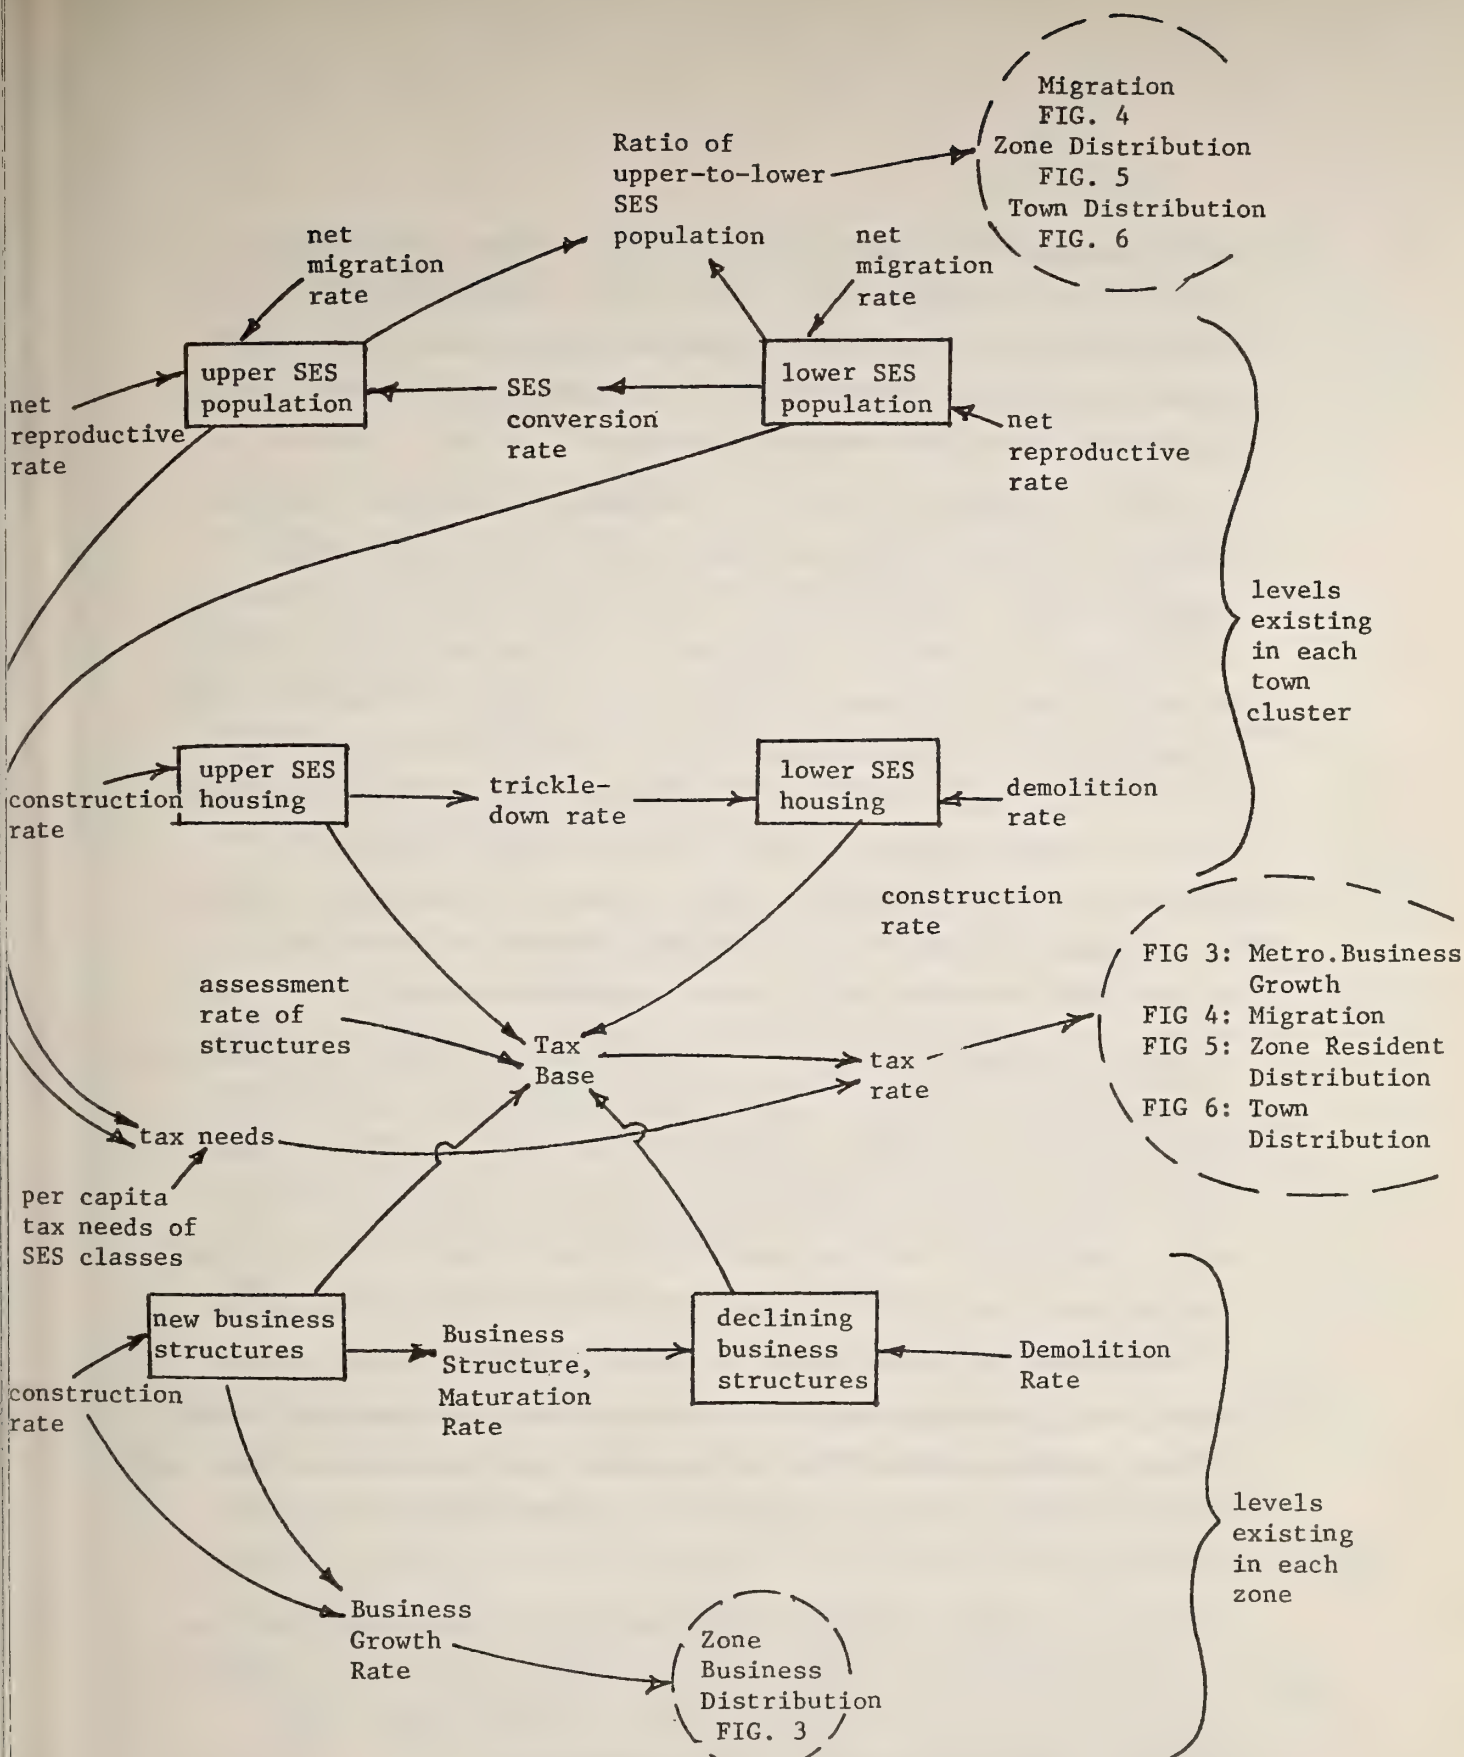 Migration
FIG. 4
Zone Distribution
FIG. 5
Town Distribution
FIG. 6
Ratio of
upper-to-lower
SES
population
net
migration
rate
net
migration
rate
upper SES
population
SES
conversion
rate
lower SES
population
net
reproductive
rate
net
reproductive
rate
levels
existing
in each
town
cluster
upper SES
housing
trickle-
down rate
lower SES
housing
demolition
rate
construction
rate
construction
rate
assessment
rate of
structures
Tax
Base
tax
rate
FIG 3: Metro.Business
Growth
FIG 4: Migration
FIG 5: Zone Resident
Distribution
FIG 6: Town
Distribution
tax needs
per capita
tax needs of
SES classes
new business
structures
Business
Structure,
Maturation
Rate
declining
business
structures
Demolition
Rate
construction
rate
levels
existing
in each
zone
Business
Growth
Rate
Zone
Business
Distribution
FIG. 3